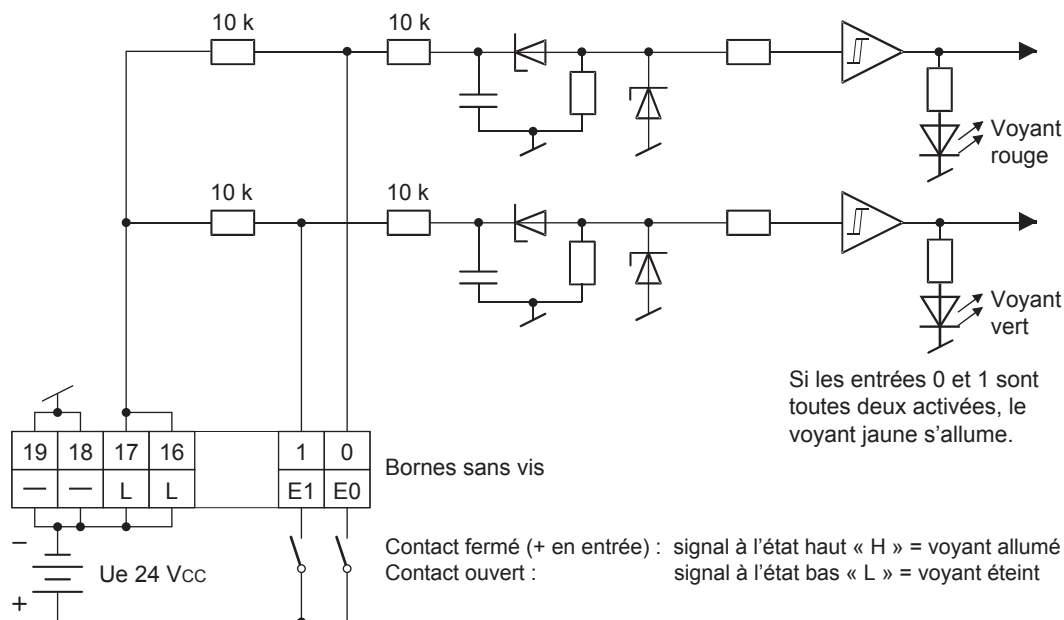 10 k
10 k
Voyant
rouge
10 k
10 k
Voyant
vert
Si les entrées 0 et 1 sont
toutes deux activées, le
voyant jaune s'allume.
19 18 17 16 1 0
— — L L E1 E0
Bornes sans vis
–
Ue 24 VCC
+
Contact fermé (+ en entrée) : signal à l'état haut « H » = voyant allumé
Contact ouvert : signal à l'état bas « L » = voyant éteint